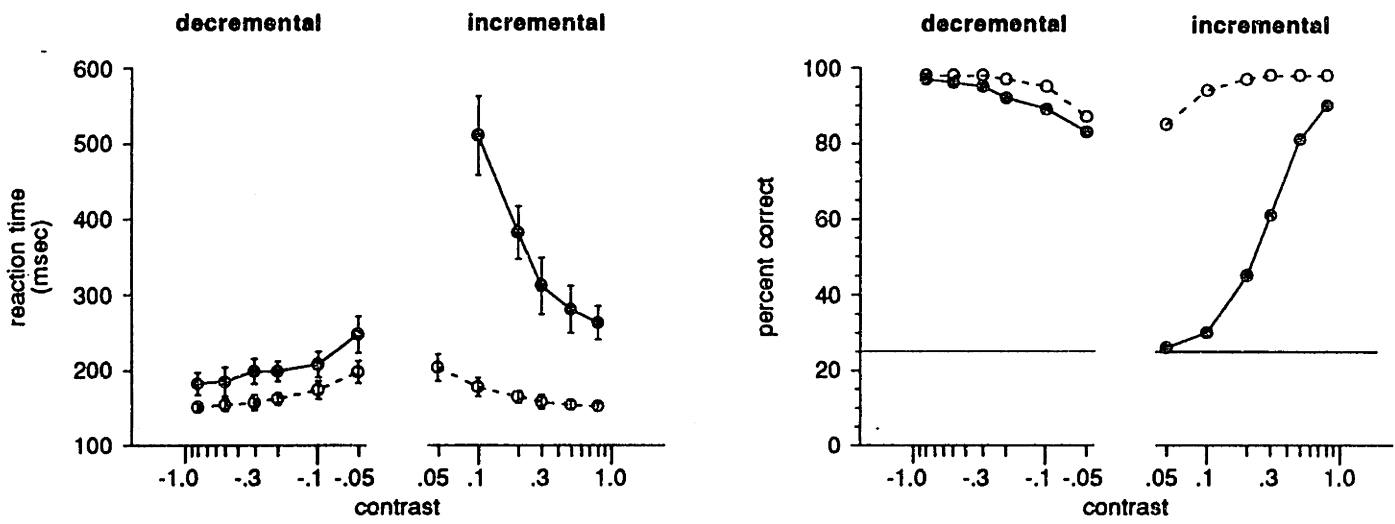 decremental incremental
600
500
400
300
200
100
reaction time
(msec)
-1.0 -.3 -.1 -.05 .05 .1 .3 1.0
contrast
decremental incremental
100
80
60
40
20
0
percent correct
-1.0 -.3 -.1 -.05 .05 .1 .3 1.0
contrast